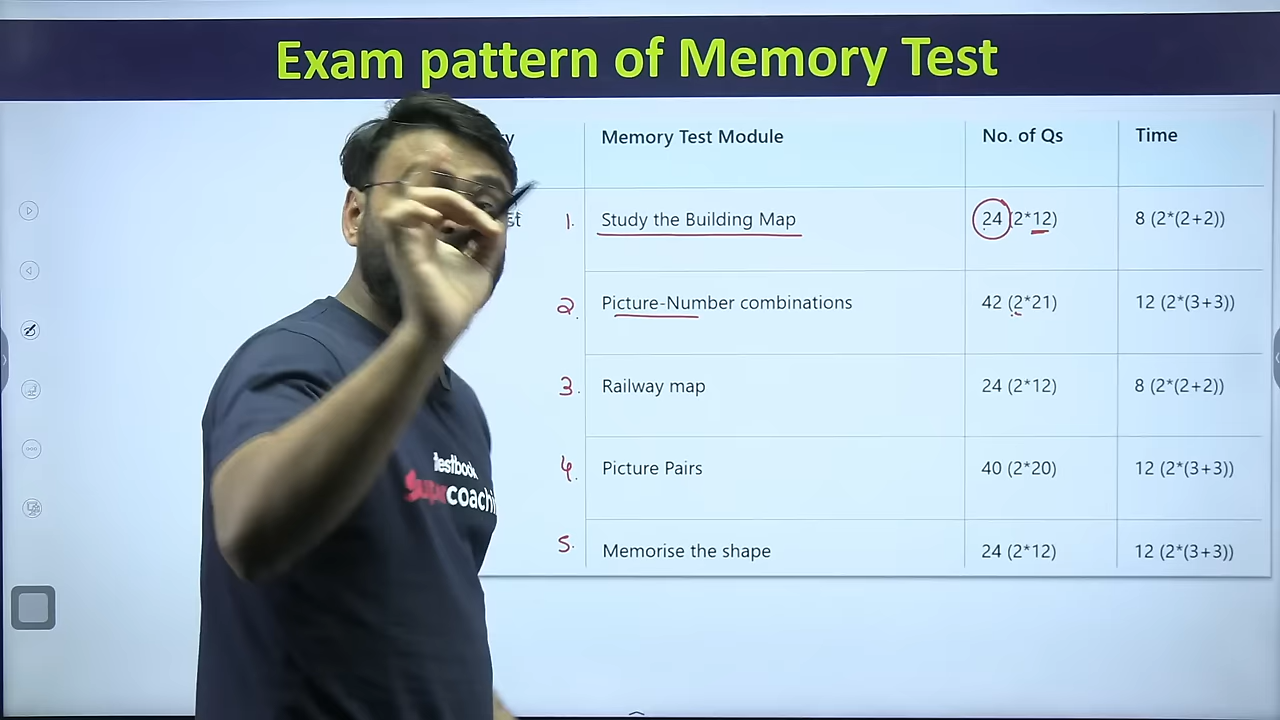 Exam pattern of Memory Test
Memory Test Module No. of Qs Time
1. Study the Building Map 24 (2*12) 8 (2*(2+2))
2. Picture-Number combinations 42 (2*21) 12 (2*(3+3))
3. Railway map 24 (2*12) 8 (2*(2+2))
4. Picture Pairs 40 (2*20) 12 (2*(3+3))
5. Memorise the shape 24 (2*12) 12 (2*(3+3))
testbook